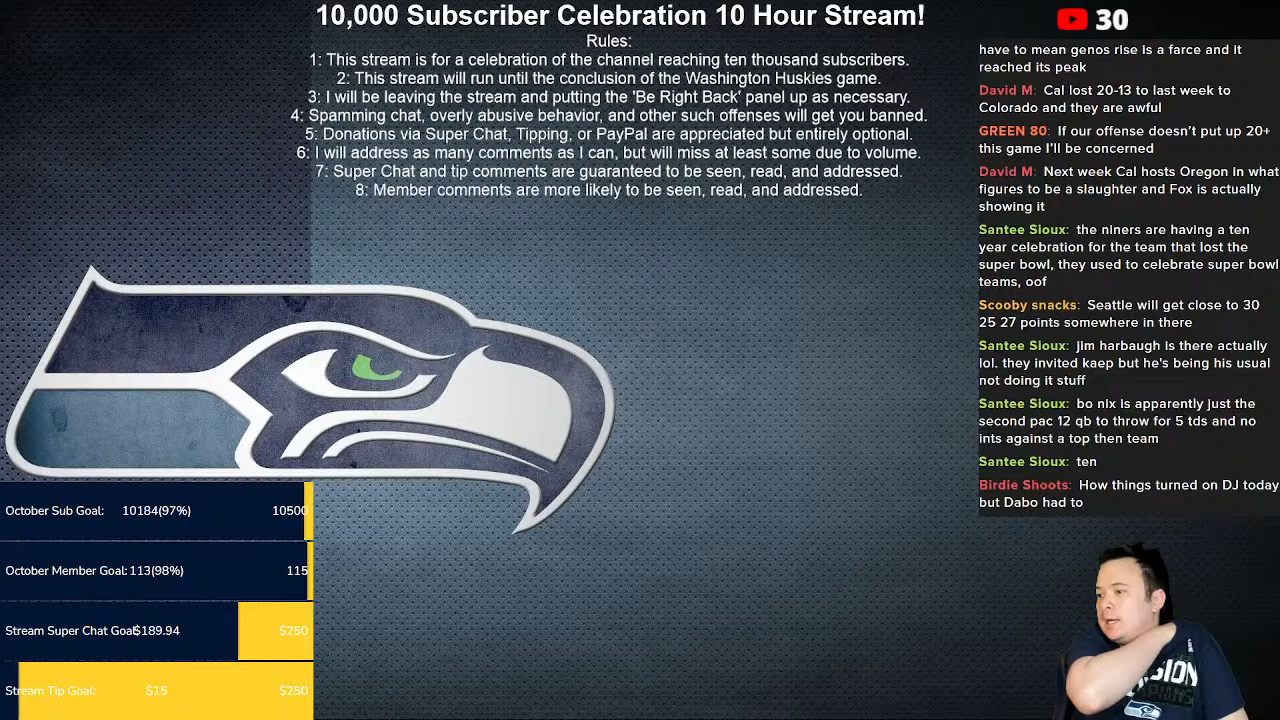 10,000 Subscriber Celebration 10 Hour Stream!
Rules:
1: This stream is for a celebration of the channel reaching ten thousand subscribers.
2: This stream will run until the conclusion of the Washington Huskies game.
3: I will be leaving the stream and putting the 'Be Right Back' panel up as necessary.
4: Spamming chat, overly abusive behavior, and other such offenses will get you banned.
5: Donations via Super Chat, Tipping, or PayPal are appreciated but entirely optional.
6: I will address as many comments as I can, but will miss at least some due to volume.
7: Super Chat and tip comments are guaranteed to be seen, read, and addressed.
8: Member comments are more likely to be seen, read, and addressed.
30
have to mean genos rise is a farce and it
reached its peak
David M: Cal lost 20-13 to last week to
Colorado and they are awful
GREEN 80: If our offense doesn't put up 20+
this game I'll be concerned
David M: Next week Cal hosts Oregon in what
figures to be a slaughter and Fox is actually
showing it
Santee Sioux: the niners are having a ten
year celebration for the team that lost the
super bowl, they used to celebrate super bowl
teams, oof
Scooby snacks: Seattle will get close to 30
25 27 points somewhere in there
Santee Sioux: jim harbaugh is there actually
lol. they invited kaep but he's being his usual
not doing it stuff
Santee Sioux: bo nix is apparently just the
second pac 12 qb to throw for 5 tds and no
ints against a top then team
Santee Sioux: ten
Birdie Shoots: How things turned on DJ today
but Dabo had to
October Sub Goal: 10184(97%) 10500
October Member Goal: 113(98%) 115
Stream Super Chat Goal $189.94 $250
Stream Tip Goal: $15 $250